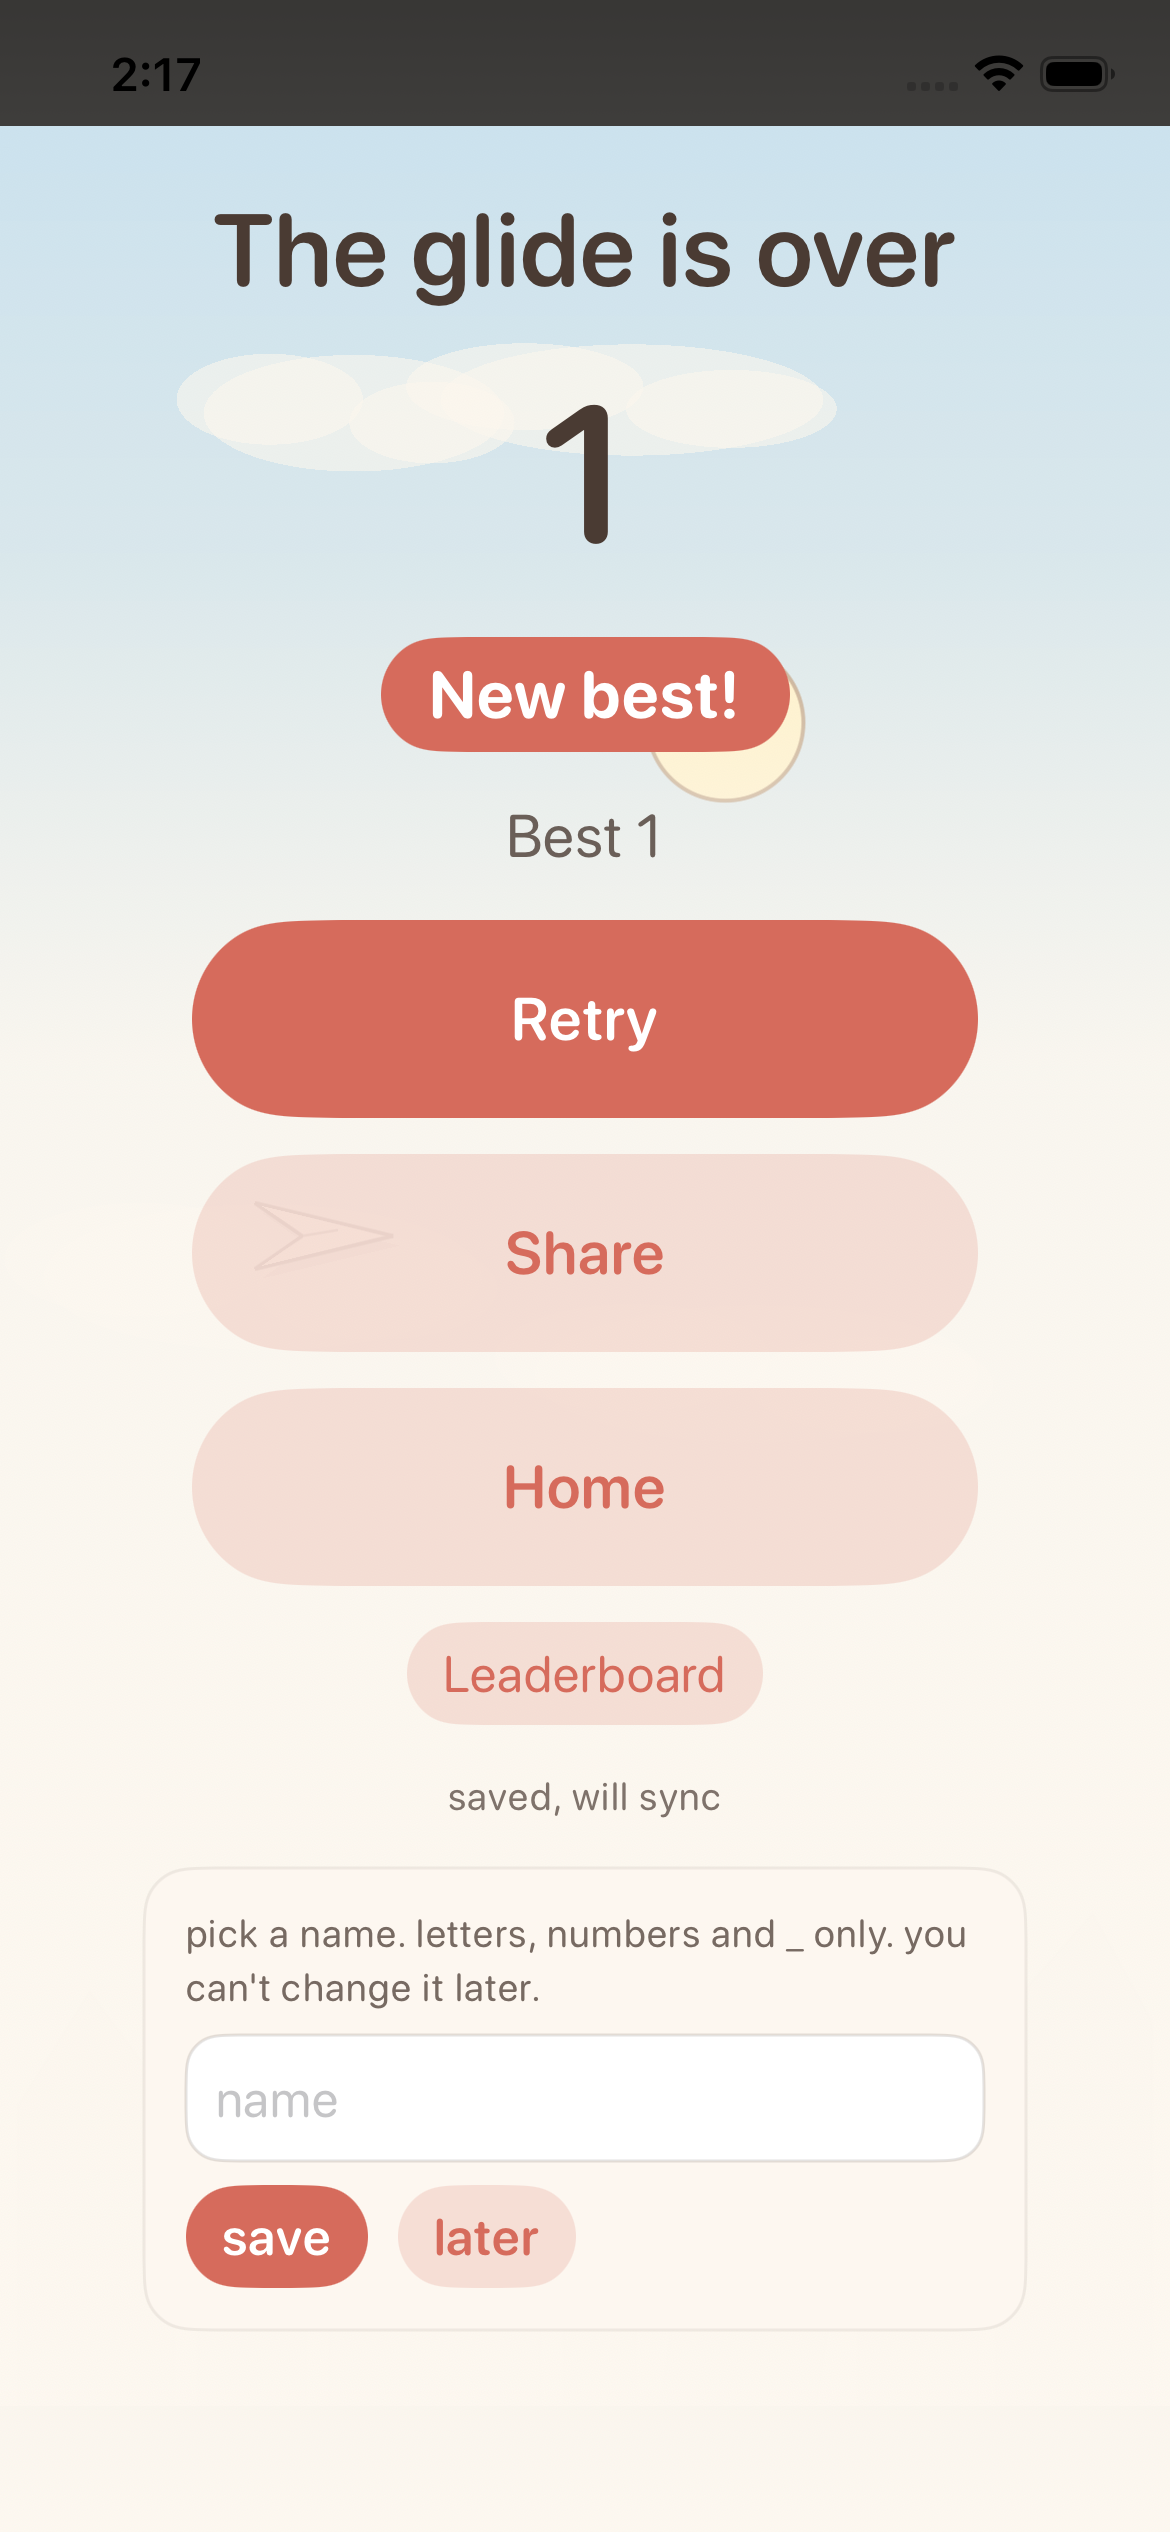 2:17
The glide is over
1
New best!
Best 1
Retry
Share
Home
Leaderboard
saved, will sync
pick a name. letters, numbers and _ only. you
can't change it later.
name
save later